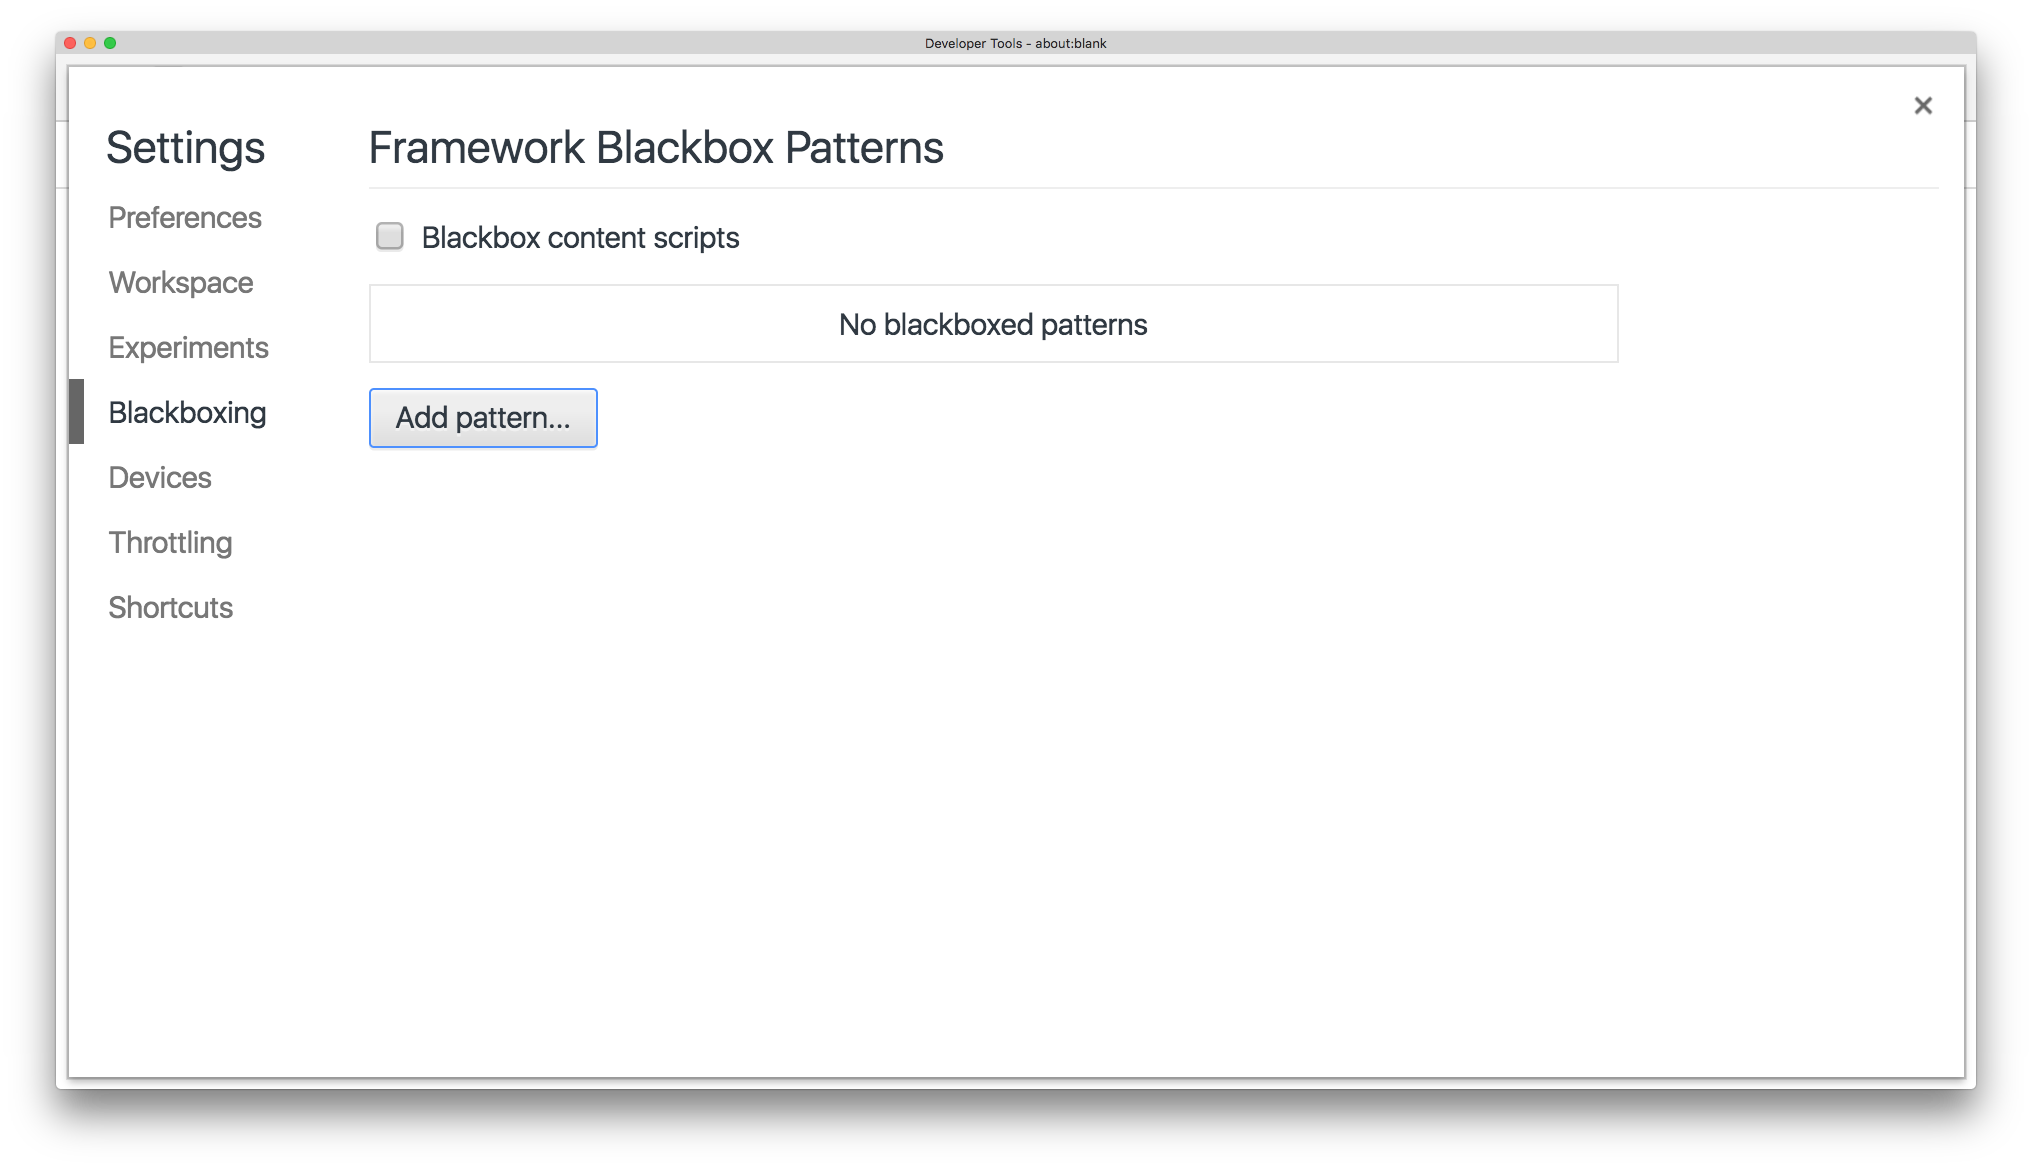 Developer Tools - about:blank
Settings
Preferences
Workspace
Experiments
Blackboxing
Devices
Throttling
Shortcuts
Framework Blackbox Patterns
Blackbox content scripts
No blackboxed patterns
Add pattern...